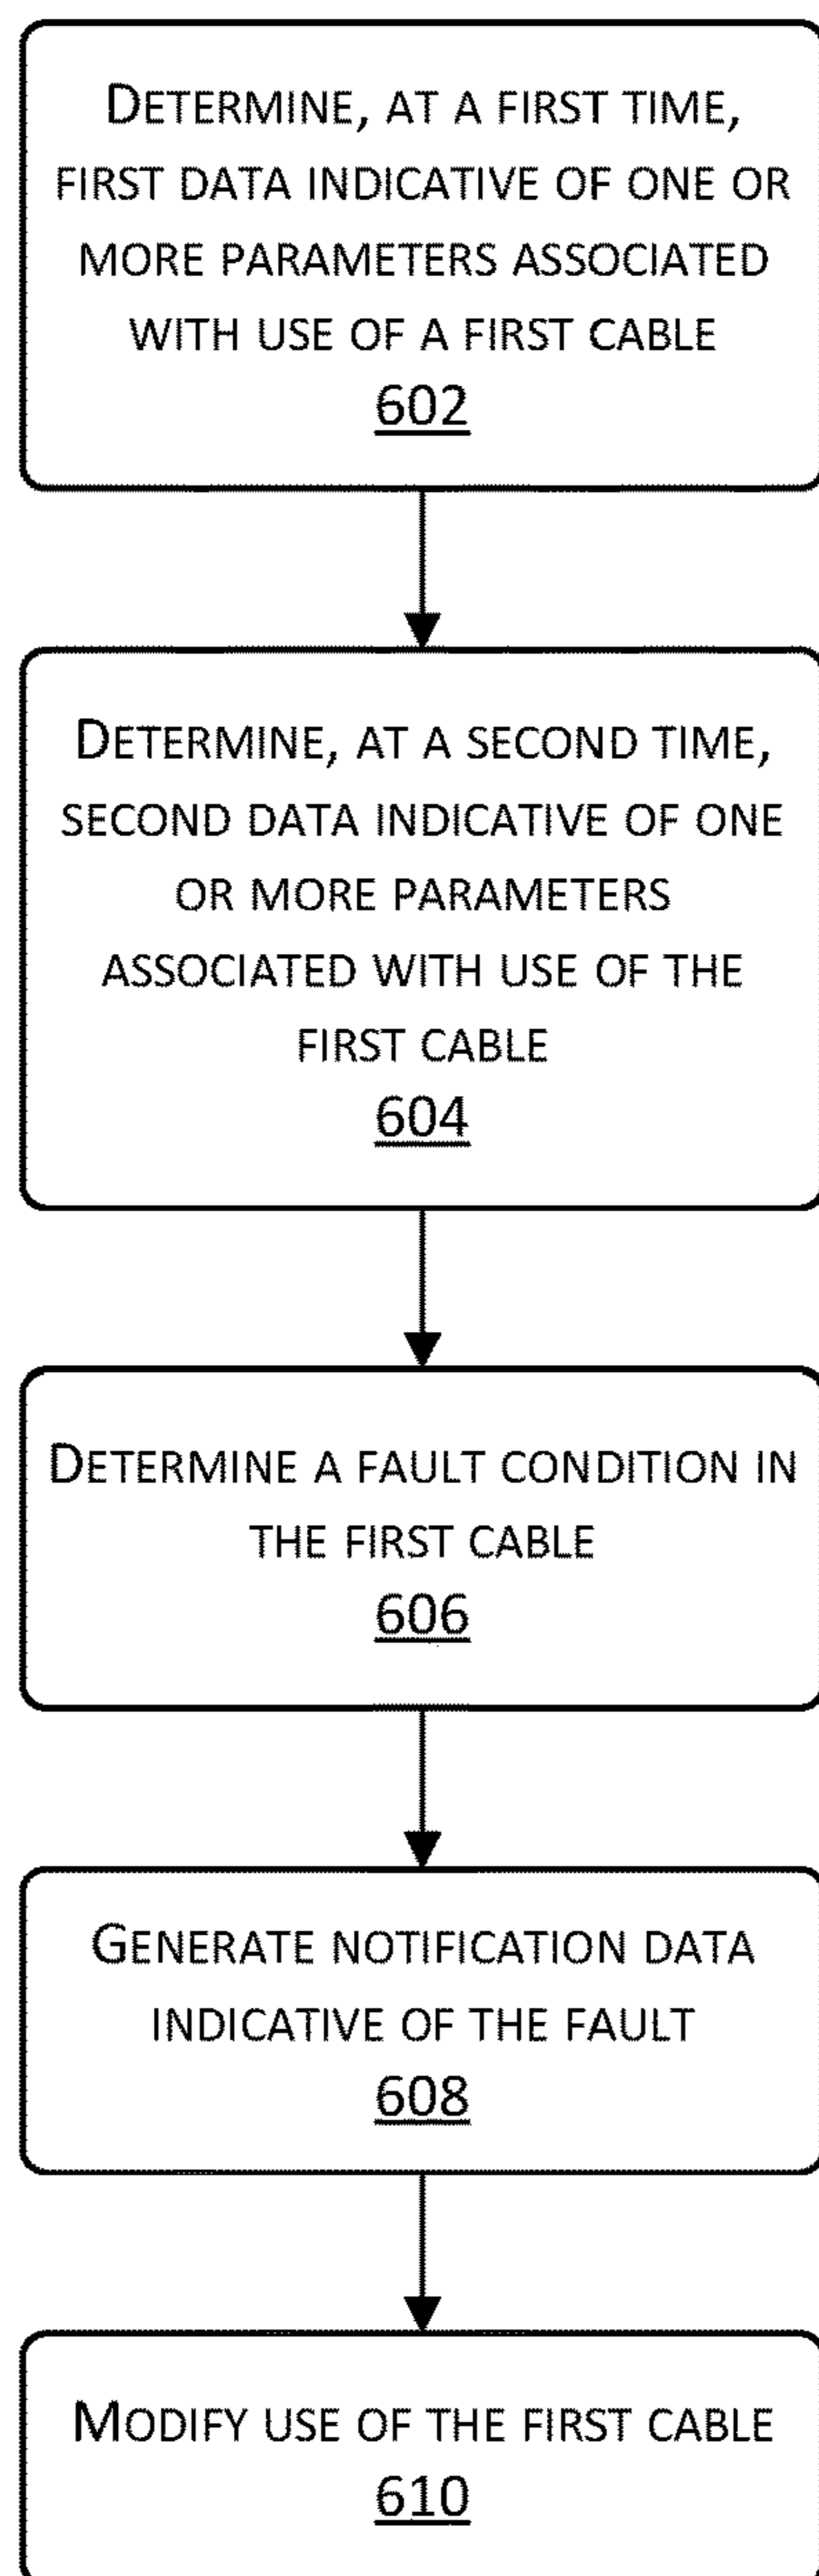 DETERMINE, AT A FIRST TIME,
FIRST DATA INDICATIVE OF ONE OR
MORE PARAMETERS ASSOCIATED
WITH USE OF A FIRST CABLE
602
DETERMINE, AT A SECOND TIME,
SECOND DATA INDICATIVE OF ONE
OR MORE PARAMETERS
ASSOCIATED WITH USE OF THE
FIRST CABLE
604
DETERMINE A FAULT CONDITION IN
THE FIRST CABLE
606
GENERATE NOTIFICATION DATA
INDICATIVE OF THE FAULT
608
MODIFY USE OF THE FIRST CABLE
610